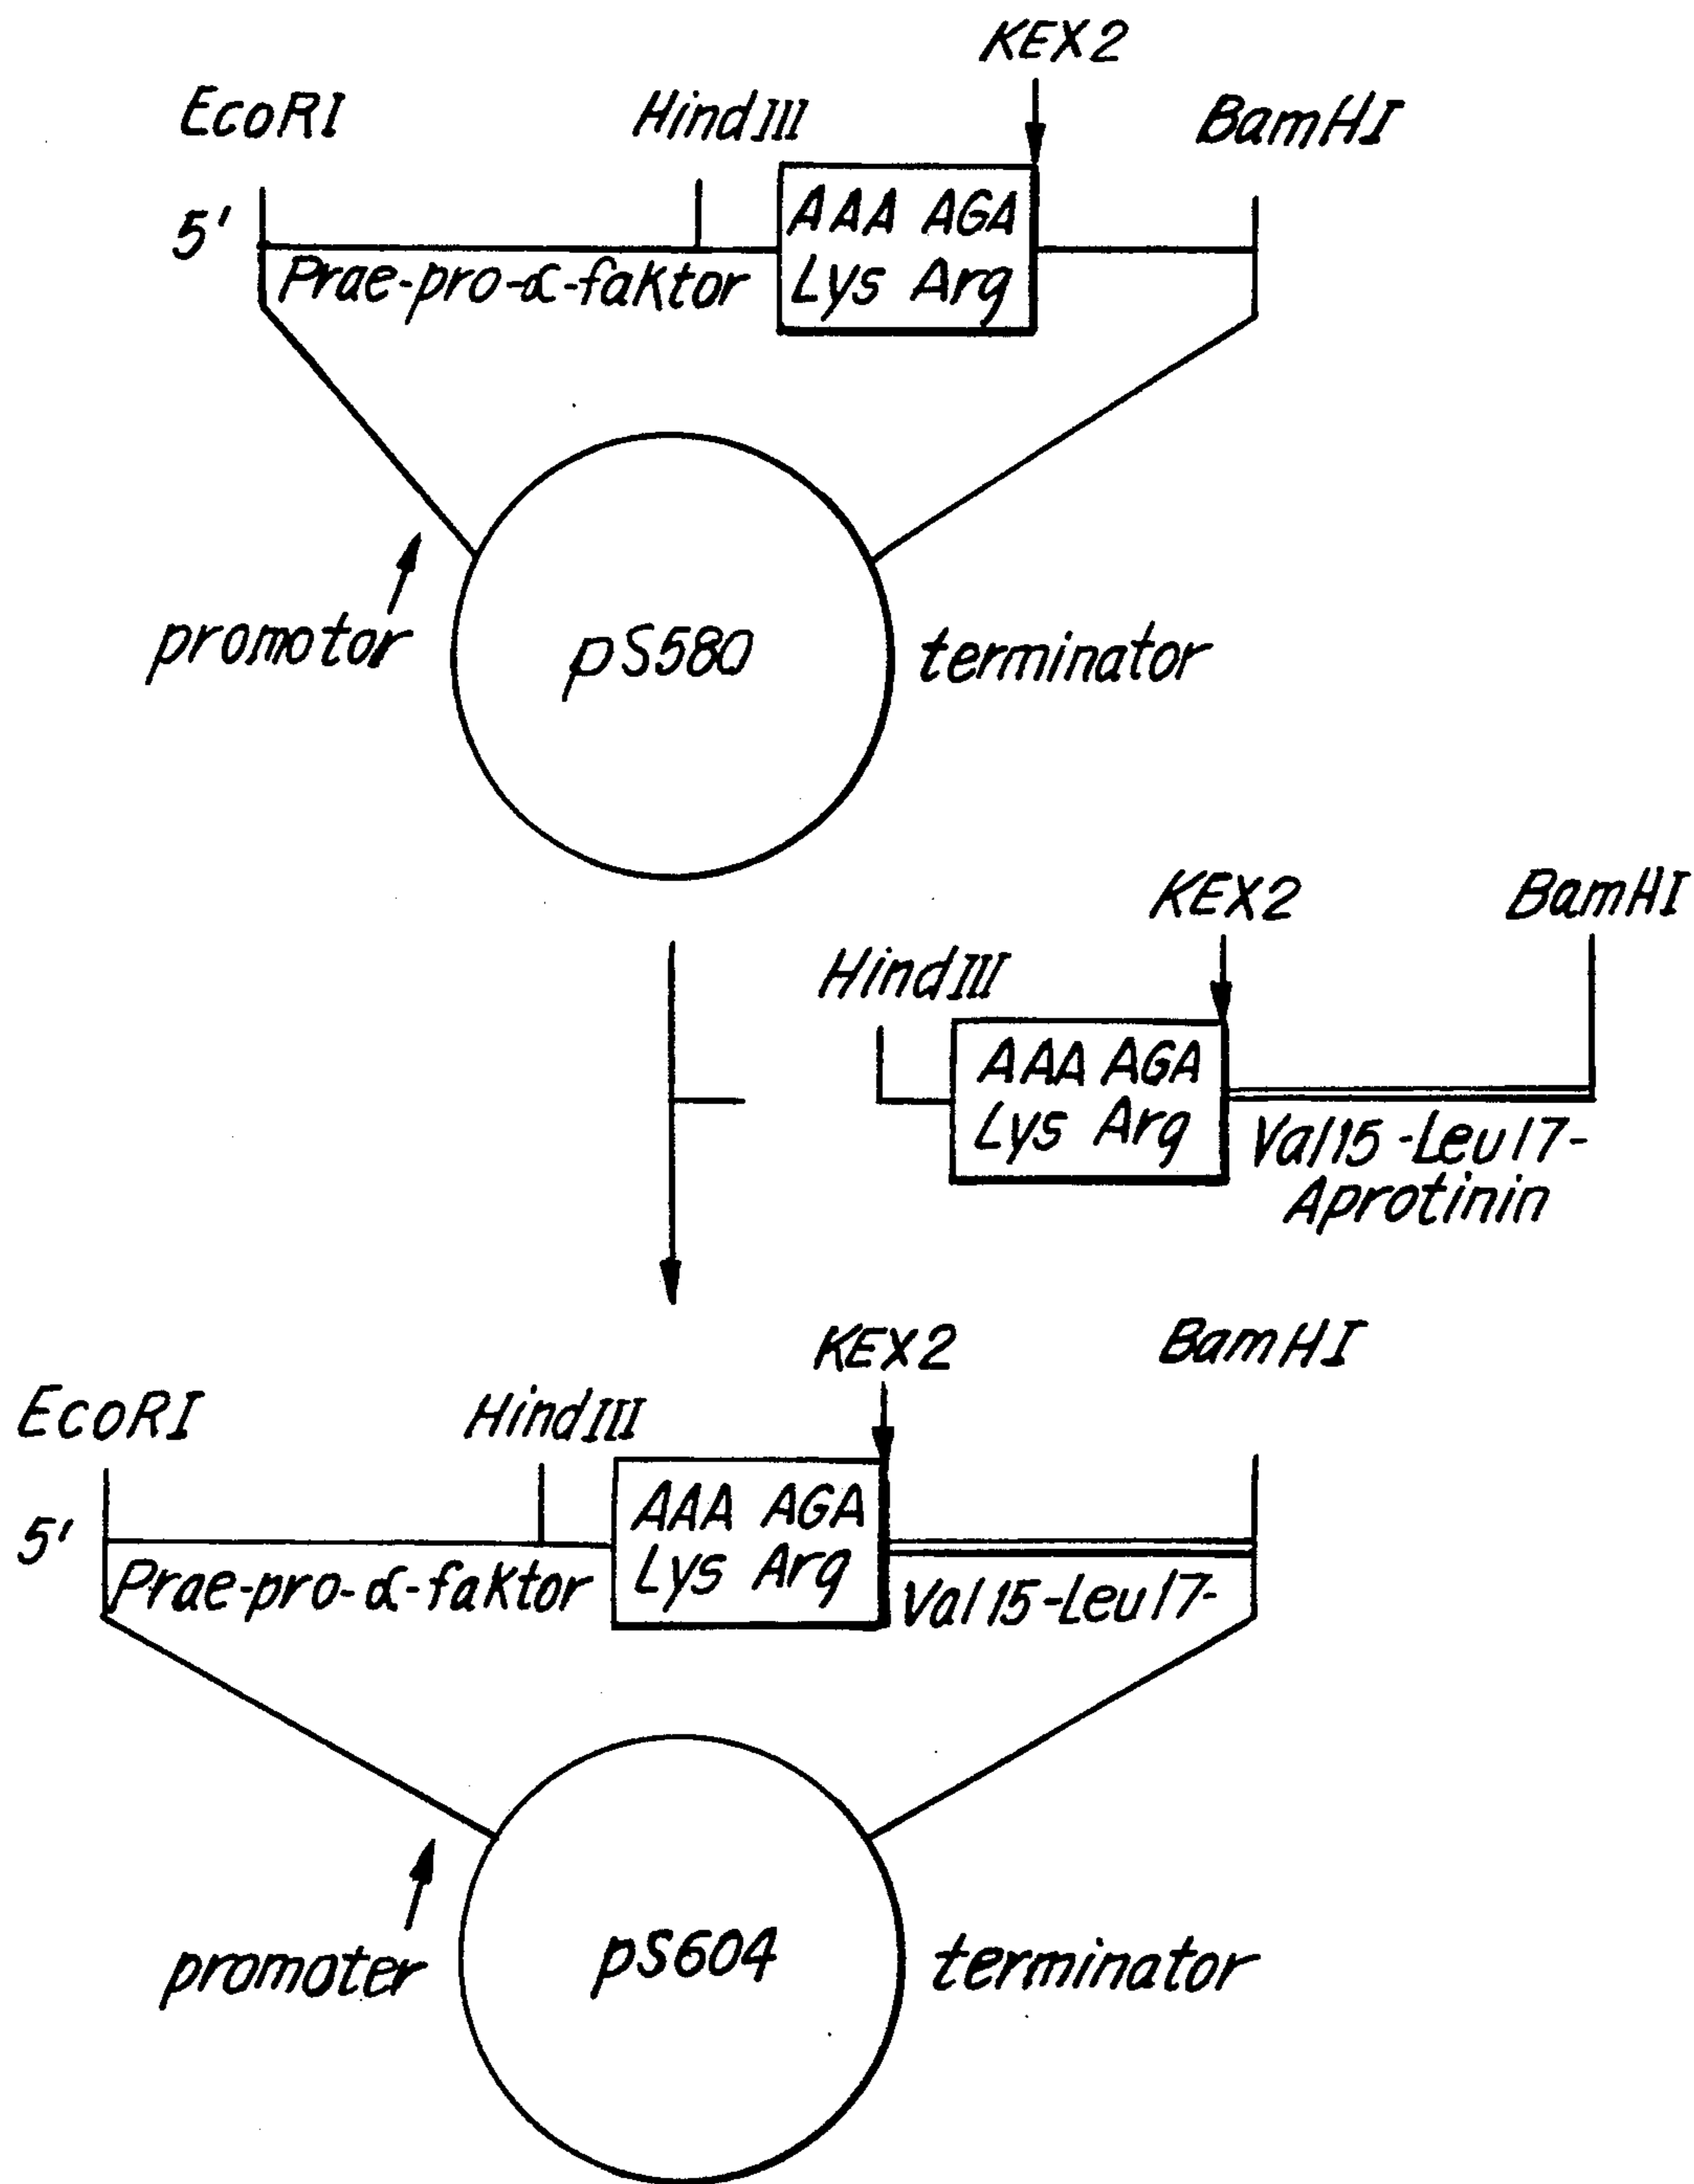 KEX2
EcoRI
HindIII
BamHI
5'
AAA AGA
Lys Arg
Prae-pro-α-faktor
promotor
pS580
terminator
KEX2
BamHI
HindIII
AAA AGA
Lys Arg
Val15-Leu17-
Aprotinin
KEX2
BamHI
EcoRI
HindIII
5'
AAA AGA
Lys Arg
Prae-pro-α-faktor
Val15-Leu17-
promoter
pS604
terminator